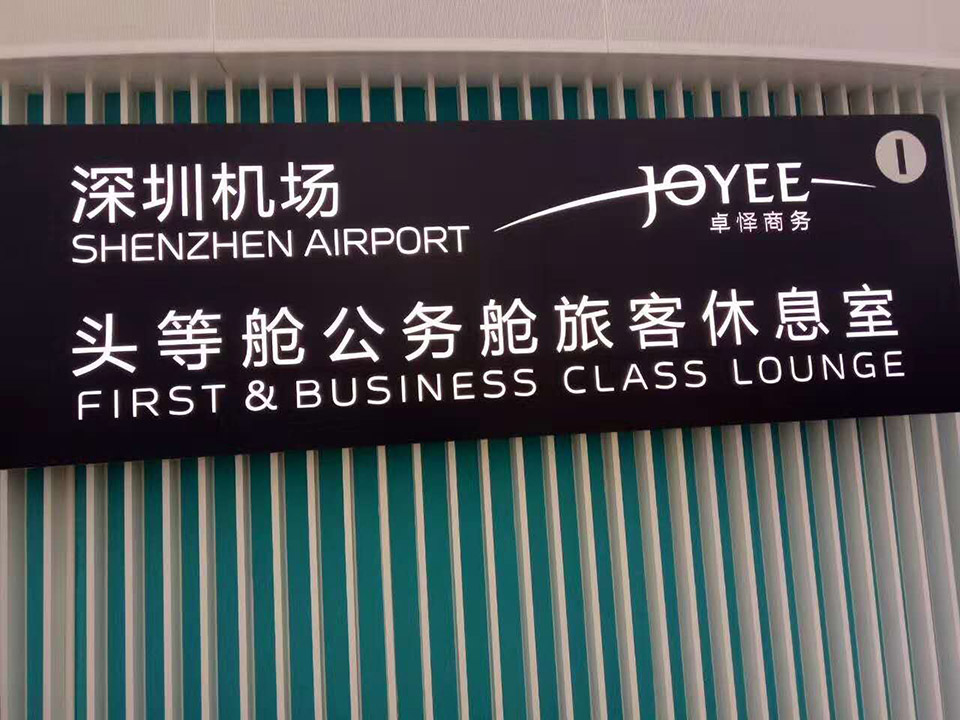 深圳机场
SHENZHEN AIRPORT
JOYEE
卓怿商务
1
头等舱公务舱旅客休息室
FIRST & BUSINESS CLASS LOUNGE